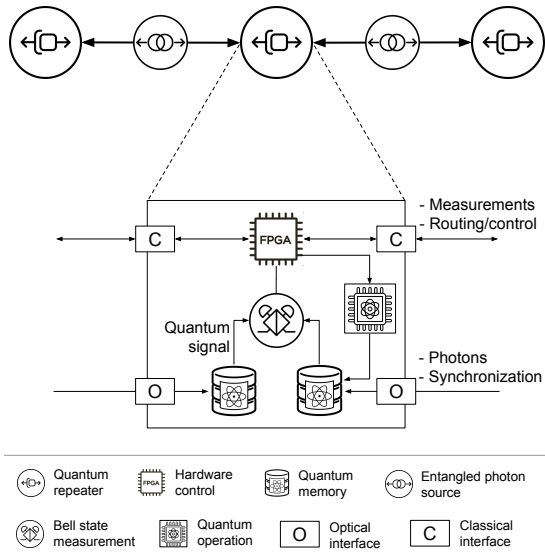 - Measurements
- Routing/control
C
FPGA
C
Quantum
signal
- Photons
- Synchronization
O
O
Quantum
repeater
FPGA
Hardware
control
Quantum
memory
Entangled photon
source
Bell state
measurement
Quantum
operation
O
Optical
interface
C
Classical
interface